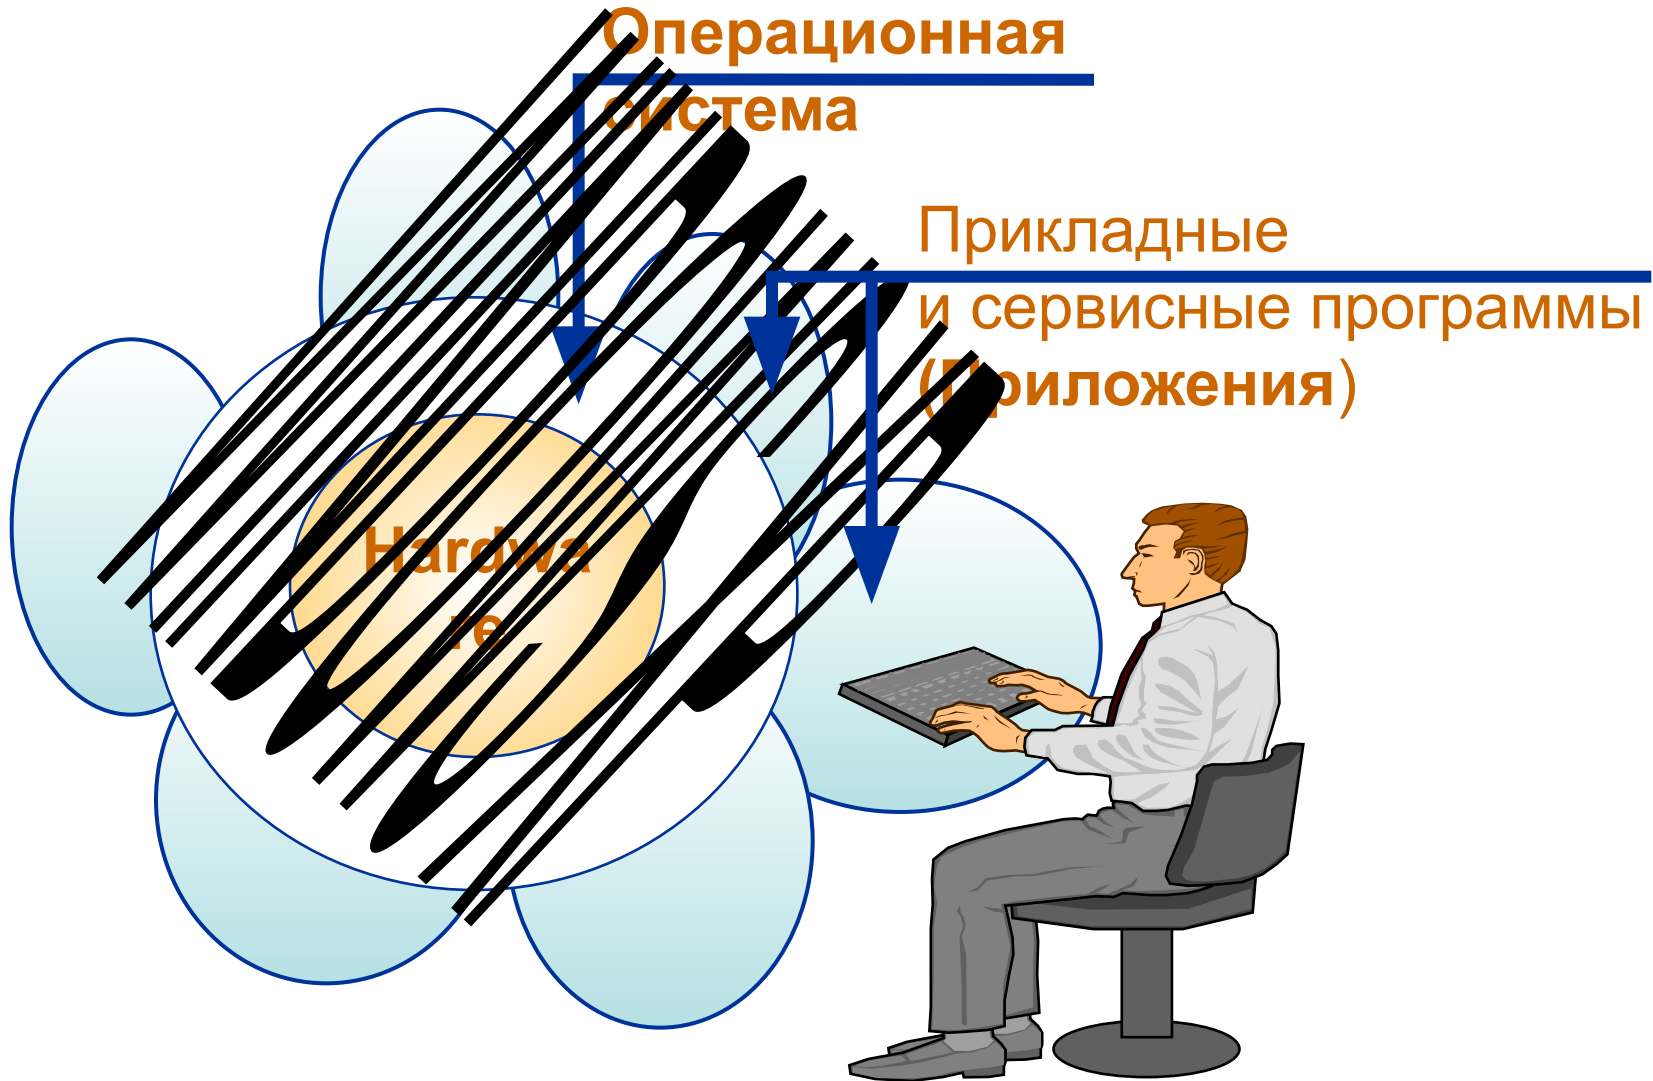 Операционная
система
Прикладные
и сервисные программы
(Приложения)
Hardwa
re